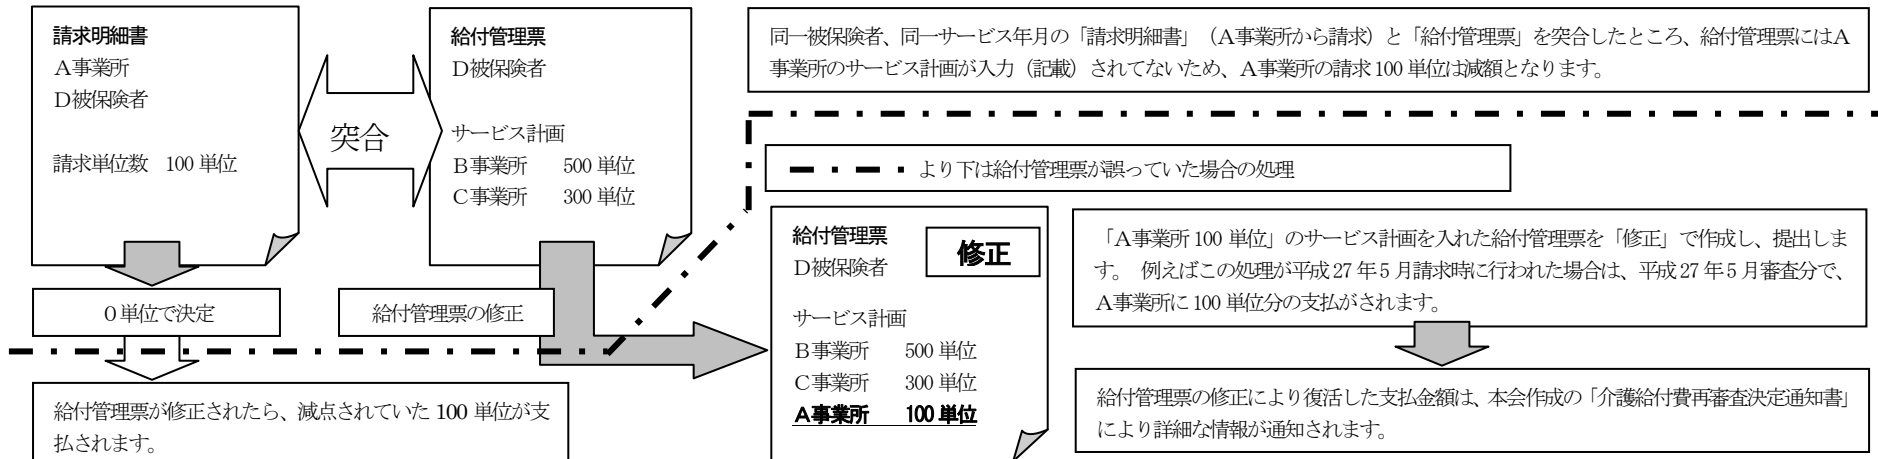 請求明細書
A事業所
D被保険者
請求単位数 100 単位
突合
給付管理票
D被保険者
サービス計画
B事業所 500 単位
C事業所 300 単位
同一被保険者、同一サービス年月の「請求明細書」（A事業所から請求）と「給付管理票」を突合したところ、給付管理票にはA
事業所のサービス計画が入力（記載）されてないため、A事業所の請求 100 単位は減額となります。
より下は給付管理票が誤っていた場合の処理
0単位で決定
給付管理票の修正
給付管理票が修正されたら、減点されていた 100 単位が支
払されます。
給付管理票
修正
D被保険者
サービス計画
B事業所 500 単位
C事業所 300 単位
A事業所 100 単位
「A事業所 100 単位」のサービス計画を入れた給付管理票を「修正」で作成し、提出しま
す。 例えばこの処理が平成 27 年 5 月請求時に行われた場合は、平成 27 年 5 月審査分で、
A事業所に 100 単位分の支払がされます。
給付管理票の修正により復活した支払金額は、本会作成の「介護給付費再審査決定通知書」
により詳細な情報が通知されます。